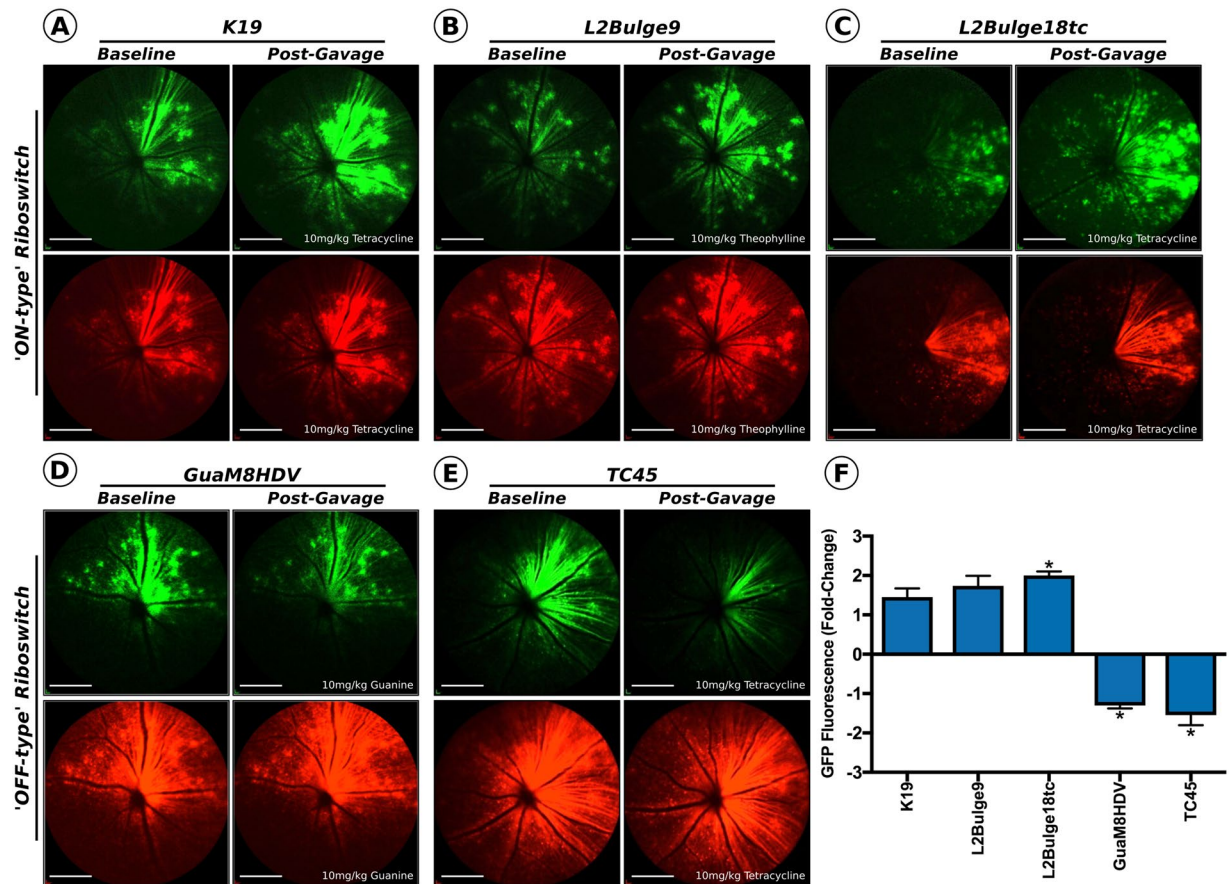 A
K19
Baseline Post-Gavage
B
L2Bulge9
Baseline Post-Gavage
C
L2Bulge18tc
Baseline Post-Gavage
'ON-type' Riboswitch
10mg/kg Tetracycline
10mg/kg Theophylline
10mg/kg Tetracycline
10mg/kg Tetracycline
10mg/kg Theophylline
10mg/kg Tetracycline
D
GuaM8HDV
Baseline Post-Gavage
E
TC45
Baseline Post-Gavage
'OFF-type' Riboswitch
10mg/kg Guanine
10mg/kg Tetracycline
10mg/kg Guanine
10mg/kg Tetracycline
F
GFP Fluorescence (Fold-Change)
3
2
1
0
-1
-2
-3
*
*
*
K19
L2Bulge9
L2Bulge18tc
GuaM8HDV
TC45